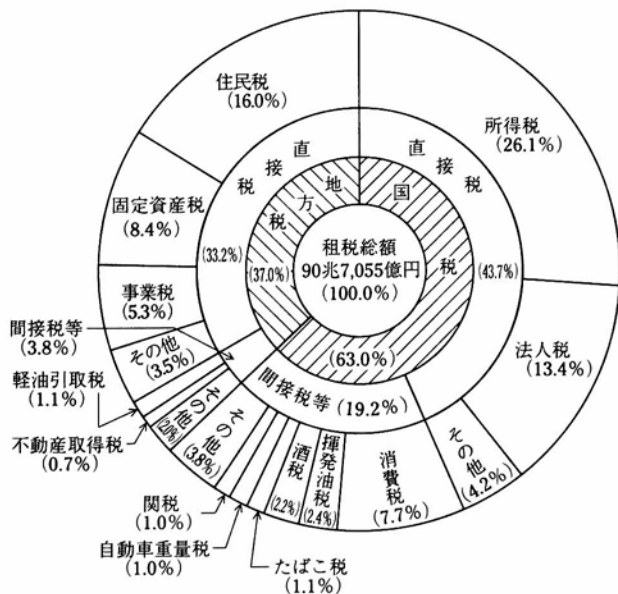 租税総額
90兆7,055億円
(100.0%)
国税
(63.0%)
地方税
(37.0%)
直接税
(43.7%)
間接税等
(19.2%)
直接税
(33.2%)
所得税
(26.1%)
法人税
(13.4%)
その他
(4.2%)
消費税
(7.7%)
揮発油税
(2.4%)
酒税
(2.2%)
たばこ税
(1.1%)
自動車重量税
(1.0%)
関税
(1.0%)
その他
(3.8%)
その他
(2.0%)
不動産取得税
(0.7%)
軽油引取税
(1.1%)
間接税等
(3.8%)
その他
(3.5%)
事業税
(5.3%)
固定資産税
(8.4%)
住民税
(16.0%)